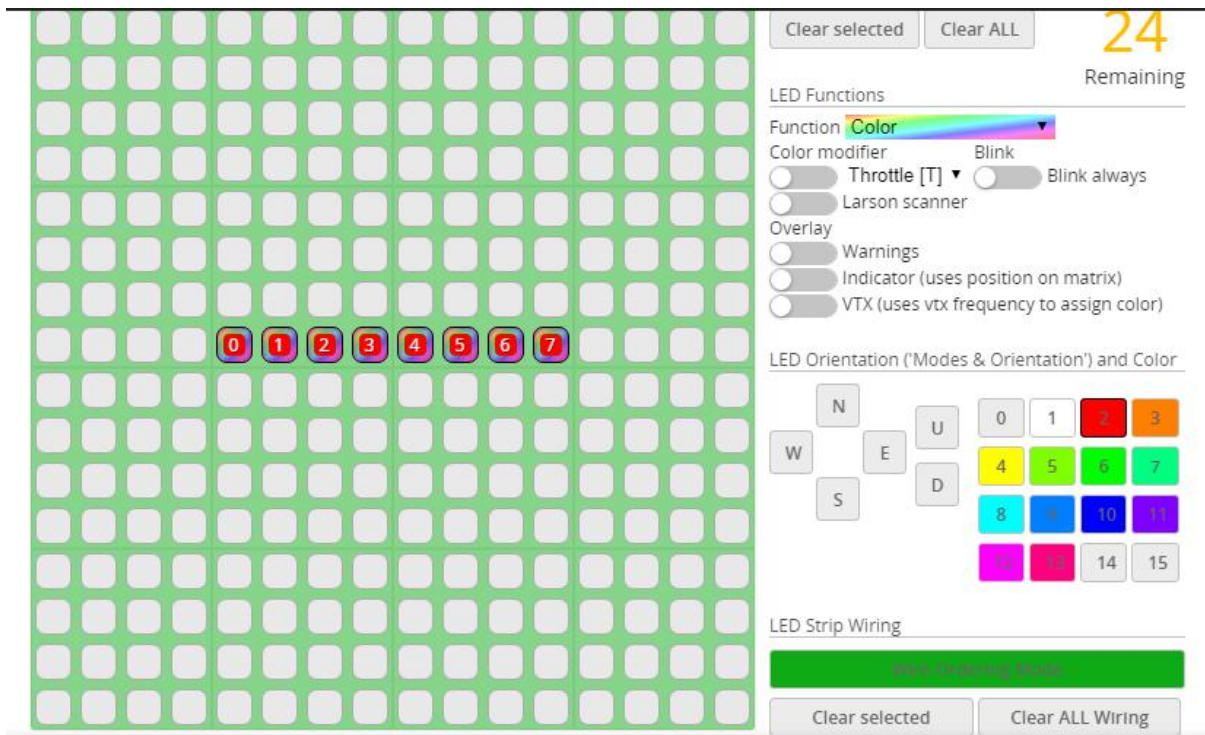 Clear selected Clear ALL 24
Remaining
LED Functions
Function Color
Color modifier Blink
Throttle [T] Blink always
Larson scanner
Overlay
Warnings
Indicator (uses position on matrix)
VTX (uses vtx frequency to assign color)
0 1 2 3 4 5 6 7
LED Orientation ('Modes & Orientation') and Color
N
U
W E
D
S
0 1 2 3
4 5 6 7
8 9 10 11
12 13 14 15
LED Strip Wiring
Wire Ordering Mode
Clear selected Clear ALL Wiring